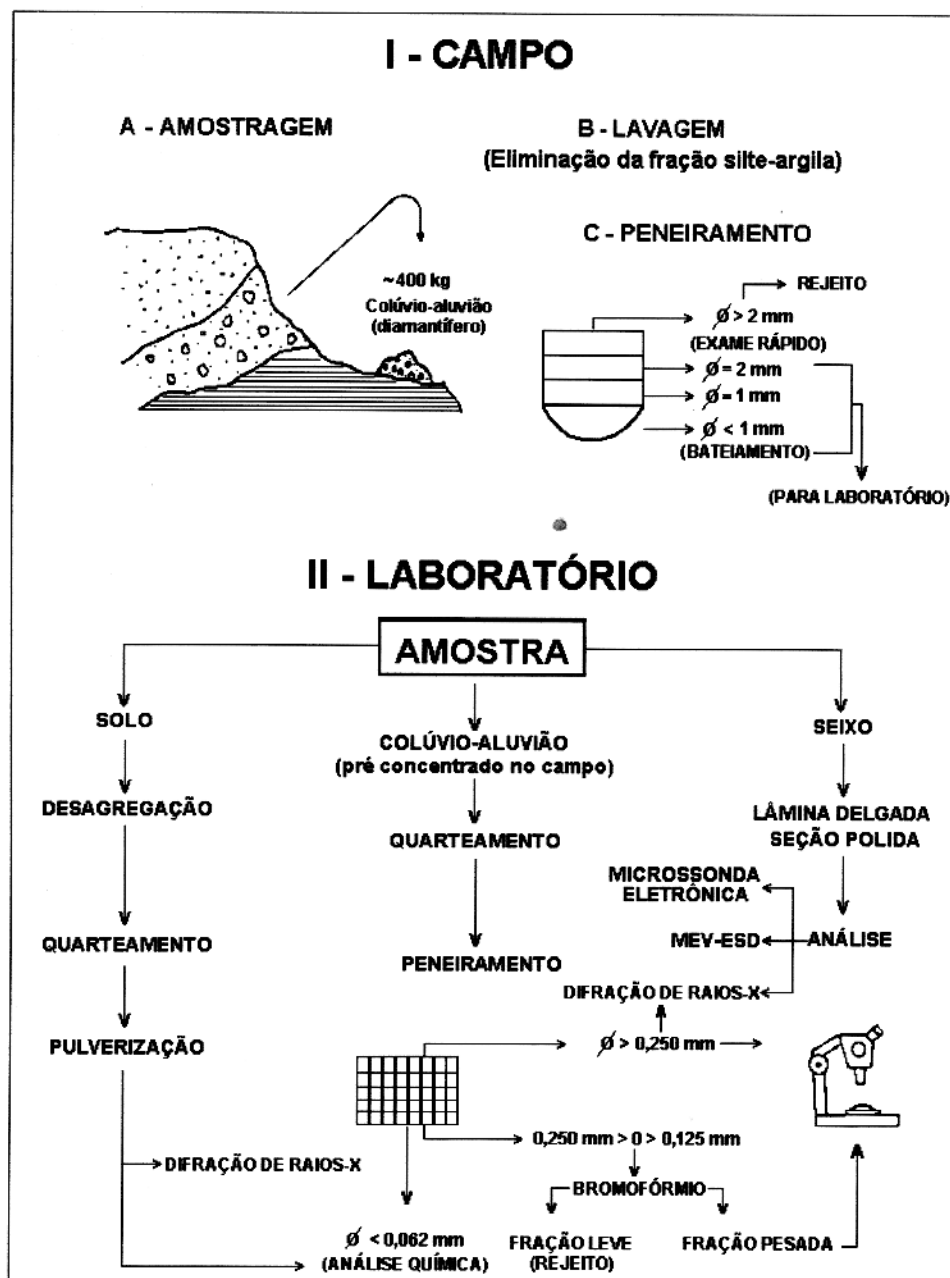 I - CAMPO
A - AMOSTRAGEM
B - LAVAGEM
(Eliminação da fração silte-argila)
~400 kg
Colúvio-aluvião
(diamantífero)
C - PENEIRAMENTO
REJEITO
Ø > 2 mm
(EXAME RÁPIDO)
Ø = 2 mm
Ø = 1 mm
Ø < 1 mm
(BATEIAMENTO)
(PARA LABORATÓRIO)
II - LABORATÓRIO
AMOSTRA
SOLO
DESAGREGAÇÃO
QUARTEAMENTO
PULVERIZAÇÃO
DIFRAÇÃO DE RAIOS-X
COLÚVIO-ALUVIÃO
(pré concentrado no campo)
QUARTEAMENTO
PENEIRAMENTO
SEIXO
LÂMINA DELGADA
SEÇÃO POLIDA
ANÁLISE
MICROSSONDA
ELETRÔNICA
MEV-ESD
DIFRAÇÃO DE RAIOS-X
Ø > 0,250 mm
0,250 mm > 0 > 0,125 mm
BROMOFÓRMIO
FRAÇÃO LEVE
(REJEITO)
FRAÇÃO PESADA
Ø < 0,062 mm
(ANÁLISE QUÍMICA)